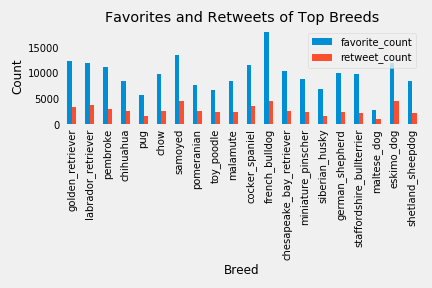 Favorites and Retweets of Top Breeds
favorite_count
retweet_count
Count
15000
10000
5000
0
golden_retriever
labrador_retriever
pembroke
chihuahua
pug
chow
samoyed
pomeranian
toy_poodle
malamute
cocker_spaniel
french_bulldog
chesapeake_bay_retriever
miniature_pinscher
siberian_husky
german_shepherd
staffordshire_bullterrier
maltese_dog
eskimo_dog
shetland_sheepdog
Breed